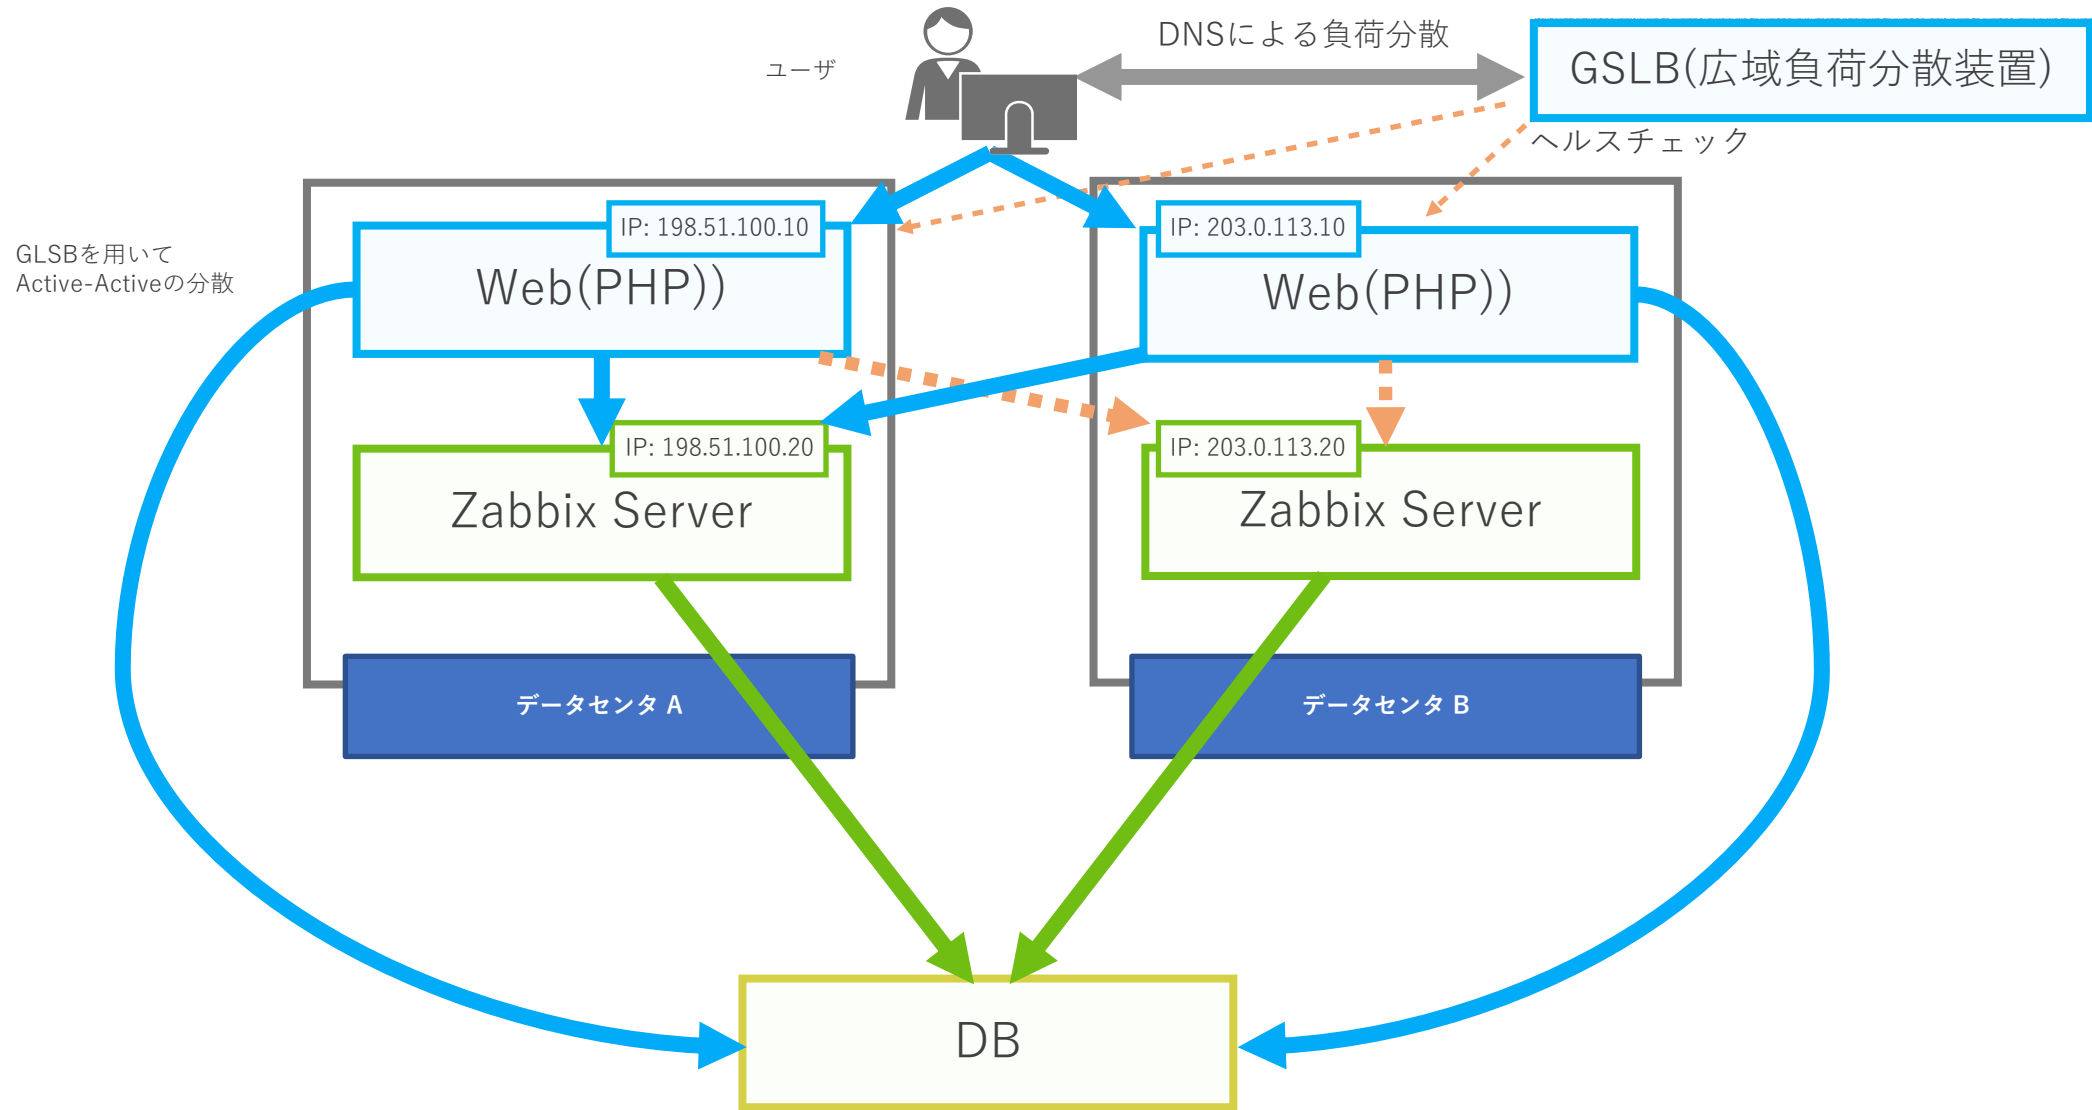 DNSによる負荷分散
GSLB(広域負荷分散装置)
ユーザ
ヘルスチェック
GLSBを用いて
Active-Activeの分散
IP: 198.51.100.10
Web(PHP))
IP: 203.0.113.10
Web(PHP))
IP: 198.51.100.20
Zabbix Server
IP: 203.0.113.20
Zabbix Server
データセンタ A
データセンタ B
DB